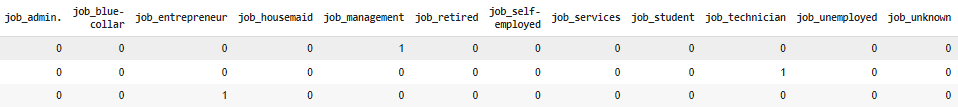 job_admin. job_blue-collar job_entrepreneur job_housemaid job_management job_retired job_self-employed job_services job_student job_technician job_unemployed job_unknown
0 0 0 0 1 0 0 0 0 0 0 0
0 0 0 0 0 0 0 0 0 1 0 0
0 0 1 0 0 0 0 0 0 0 0 0